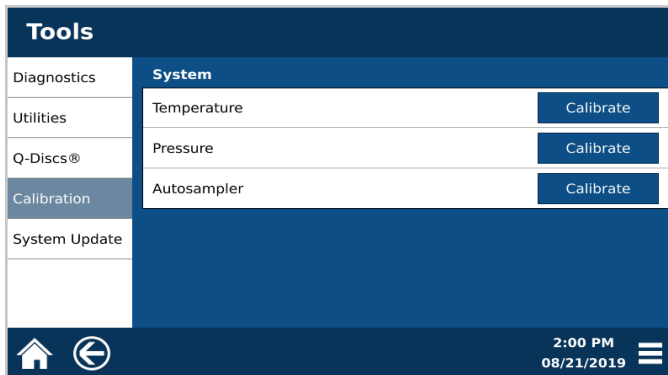 Tools
Diagnostics
Utilities
Q-Discs®
Calibration
System Update
System
Temperature Calibrate
Pressure Calibrate
Autosampler Calibrate
2:00 PM
08/21/2019